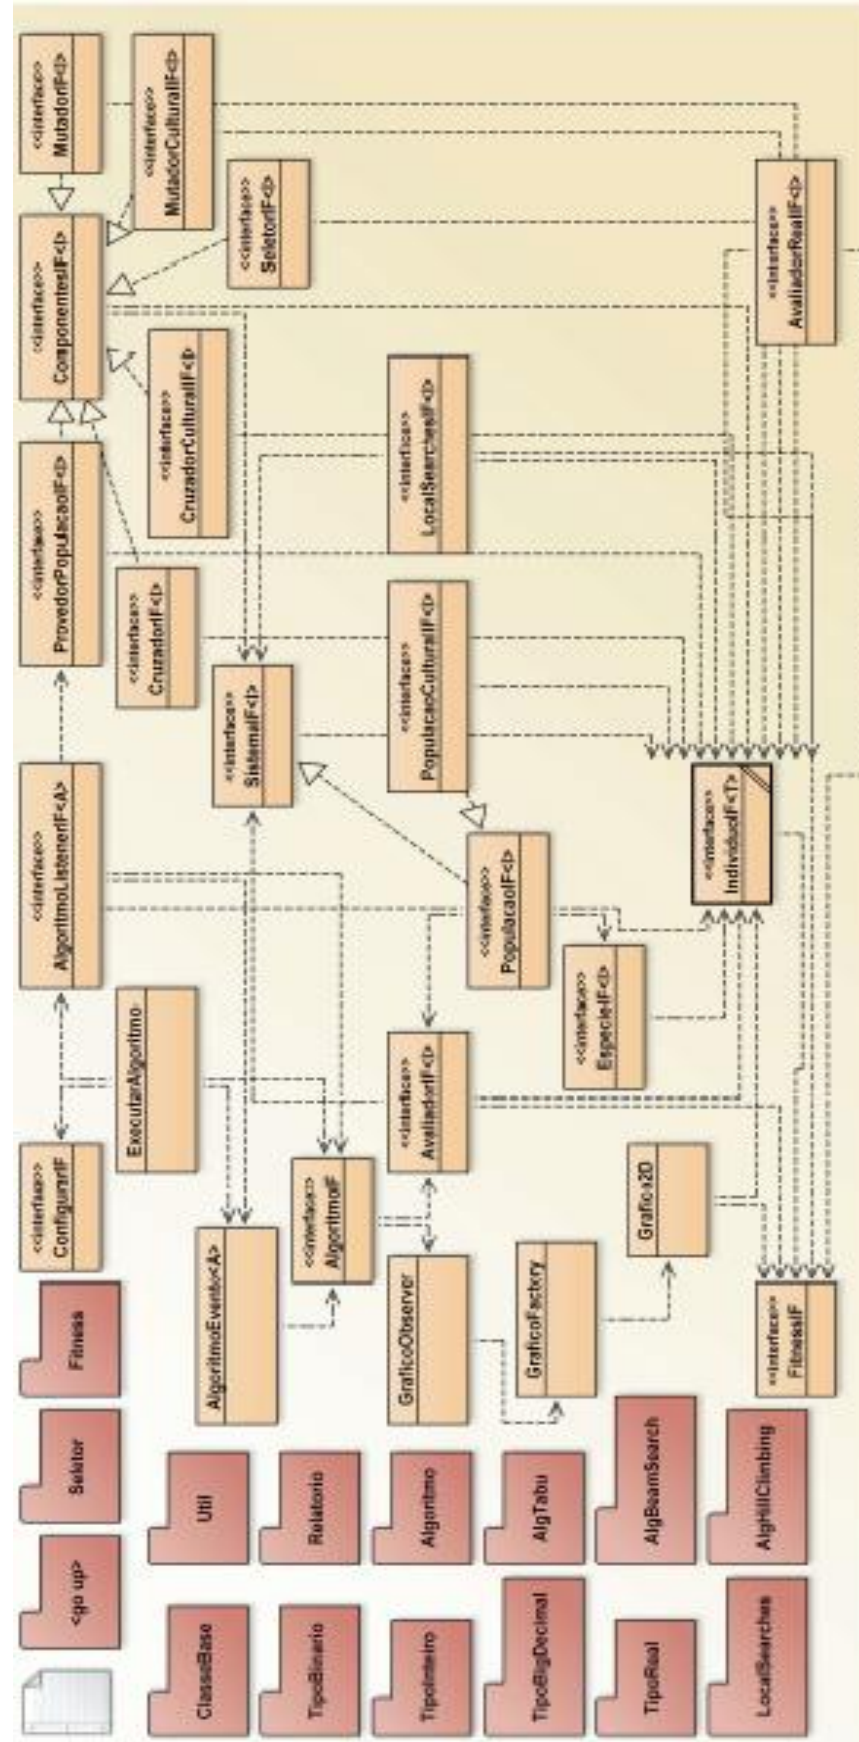 <go up>
Seletor
Fitness
<<interface>>
ConfigurarIF
<<interface>>
AlgoritmoListenerIF<A>
<<interface>>
ProvedorPopulacaoIF<I>
<<interface>>
ComponentesIF<I>
<<interface>>
MutadorIF<I>
ClasseBase
Util
ExecutarAlgoritmo
<<interface>>
CruzadorIF<I>
<<interface>>
CruzadorCulturalIF<I>
<<interface>>
MutadorCulturalIF<I>
AlgoritmoEvento<A>
<<interface>>
SistemaIF<I>
<<interface>>
SeletorIF<I>
TipoBinario
Relatorio
<<interface>>
AlgoritmoIF
TipoInteiro
Algoritmo
GraficoObserver
<<interface>>
AvaliadorIF<I>
<<interface>>
PopulacaoCulturalIF<I>
<<interface>>
LocalSearchesIF<I>
TipoBigDecimal
AlgTabu
GraficoFactory
<<interface>>
PopulacaoIF<I>
<<interface>>
EspecieIF<I>
TipoReal
AlgBeamSearch
Grafico2D
<<interface>>
IndividuoIF<T>
LocalSearches
AlgHillClimbing
<<interface>>
FitnessIF
<<interface>>
AvaliadorRealIF<I>